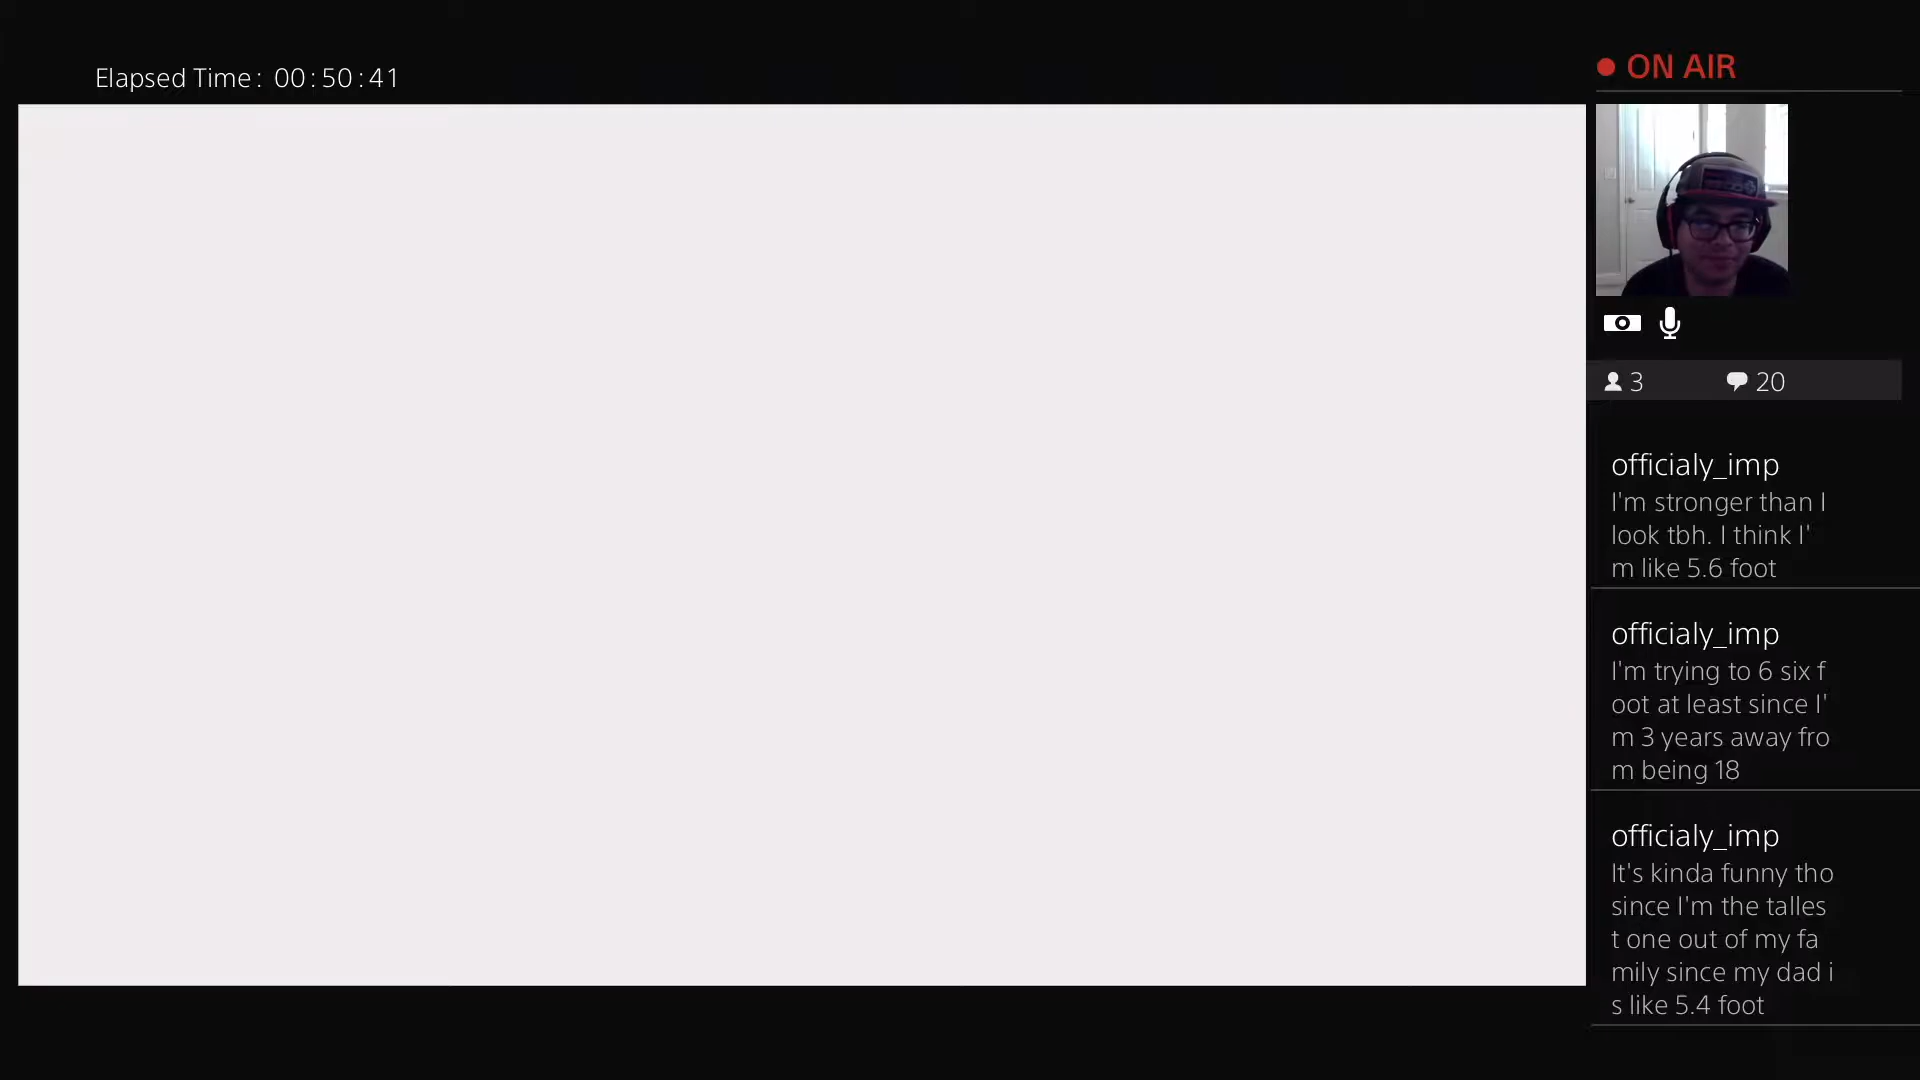 Elapsed Time: 00:50:41
ON AIR
3 20
officialy_imp
I'm stronger than I
look tbh. I think I'
m like 5.6 foot
officialy_imp
I'm trying to 6 six f
oot at least since I'
m 3 years away fro
m being 18
officialy_imp
It's kinda funny tho
since I'm the talles
t one out of my fa
mily since my dad i
s like 5.4 foot